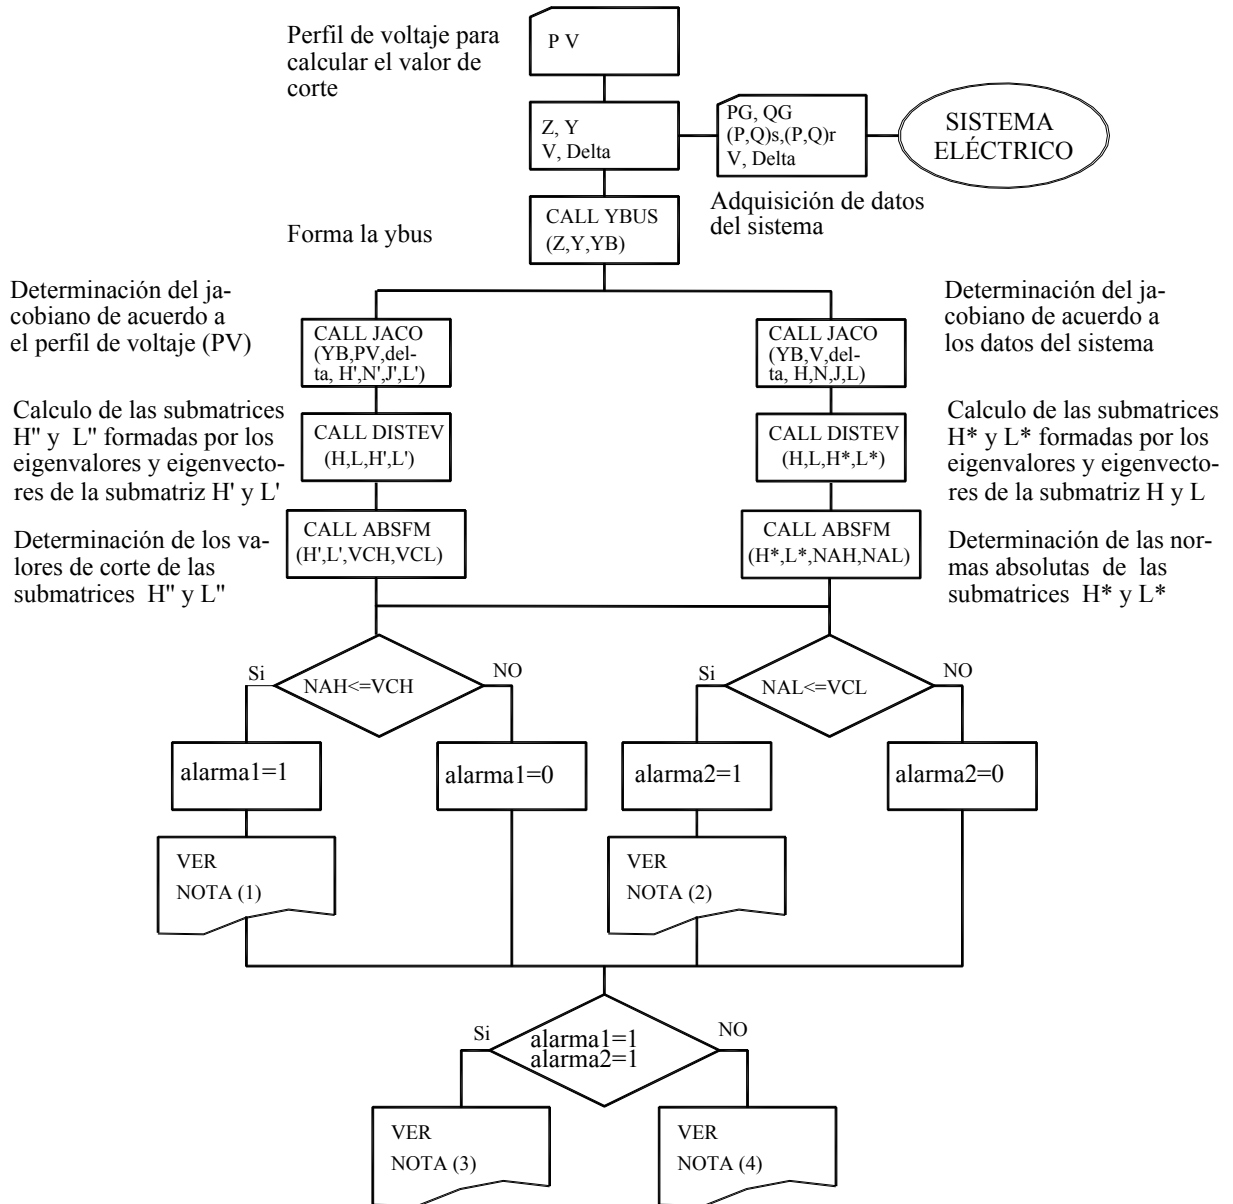 Perfil de voltaje para
calcular el valor de
corte
P V
Z, Y
V, Delta
PG, QG
(P,Q)s,(P,Q)r
V, Delta
SISTEMA
ELÉCTRICO
Adquisición de datos
del sistema
Forma la ybus
CALL YBUS
(Z,Y,YB)
Determinación del ja-
cobiano de acuerdo a
el perfil de voltaje (PV)
CALL JACO
(YB,PV,del-
ta, H',N',J',L')
CALL JACO
(YB,V,del-
ta, H,N,J,L)
Determinación del ja-
cobiano de acuerdo a
los datos del sistema
Calculo de las submatrices
H" y L" formadas por los
eigenvalores y eigenvecto-
res de la submatriz H' y L'
CALL DISTEV
(H,L,H',L')
CALL DISTEV
(H,L,H*,L*)
Calculo de las submatrices
H* y L* formadas por los
eigenvalores y eigenvecto-
res de la submatriz H y L
Determinación de los va-
lores de corte de las
submatrices H" y L"
CALL ABSFM
(H',L',VCH,VCL)
CALL ABSFM
(H*,L*,NAH,NAL)
Determinación de las nor-
mas absolutas de las
submatrices H* y L*
Si
NAH<=VCH
NO
Si
NAL<=VCL
NO
alarma1=1
alarma1=0
alarma2=1
alarma2=0
VER
NOTA (1)
VER
NOTA (2)
Si
alarma1=1
alarma2=1
NO
VER
NOTA (3)
VER
NOTA (4)